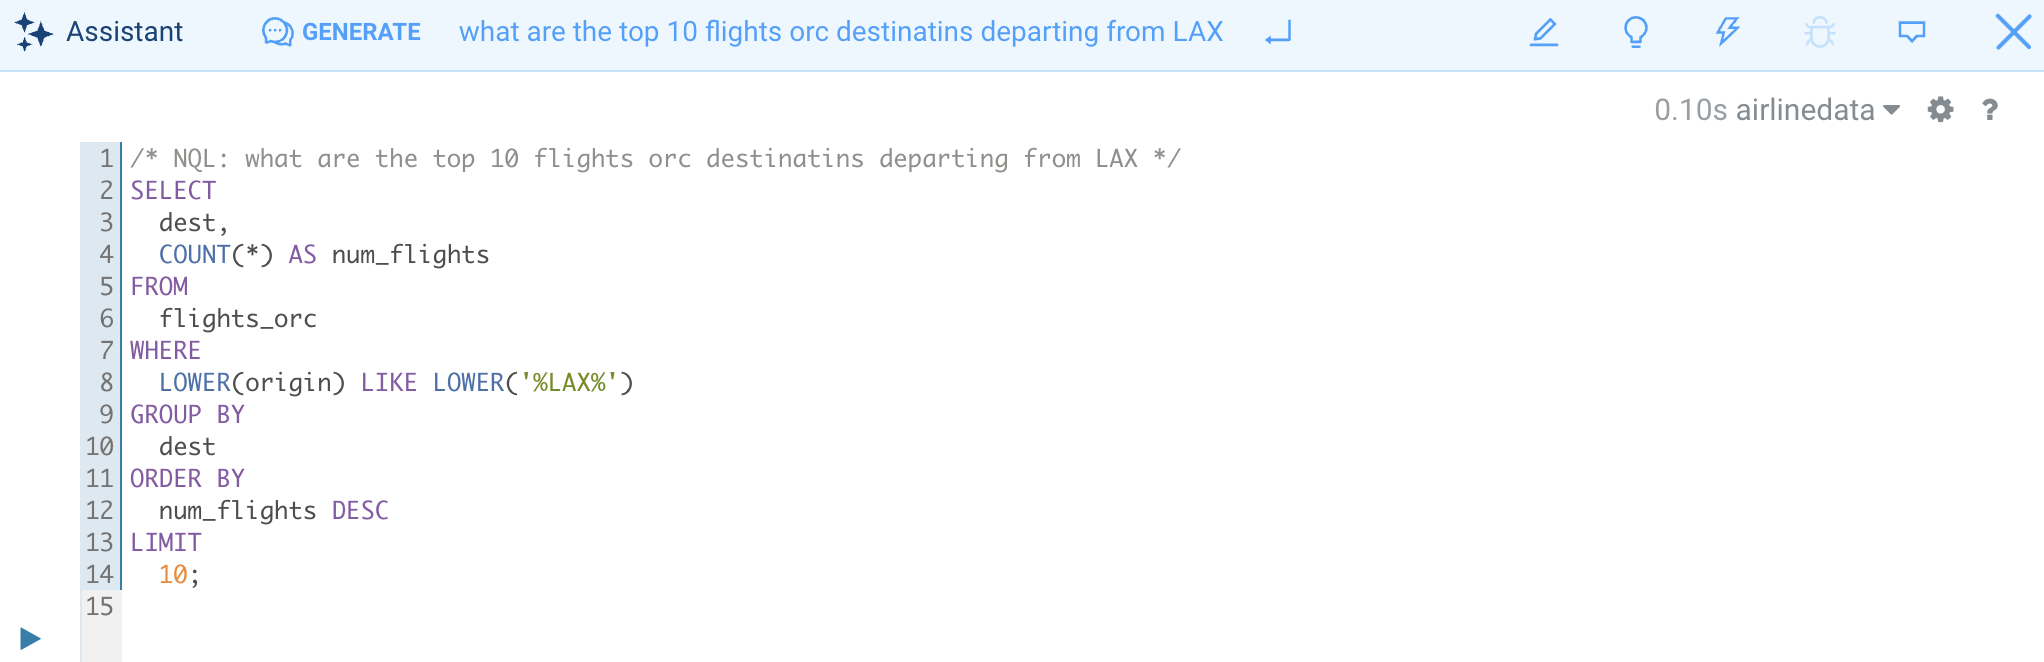 Assistant GENERATE what are the top 10 flights orc destinatins departing from LAX
0.10s airlinedata ?
1 /* NQL: what are the top 10 flights orc destinatins departing from LAX */
2 SELECT
3   dest,
4   COUNT(*) AS num_flights
5 FROM
6   flights_orc
7 WHERE
8   LOWER(origin) LIKE LOWER('%LAX%')
9 GROUP BY
10   dest
11 ORDER BY
12   num_flights DESC
13 LIMIT
14   10;
15